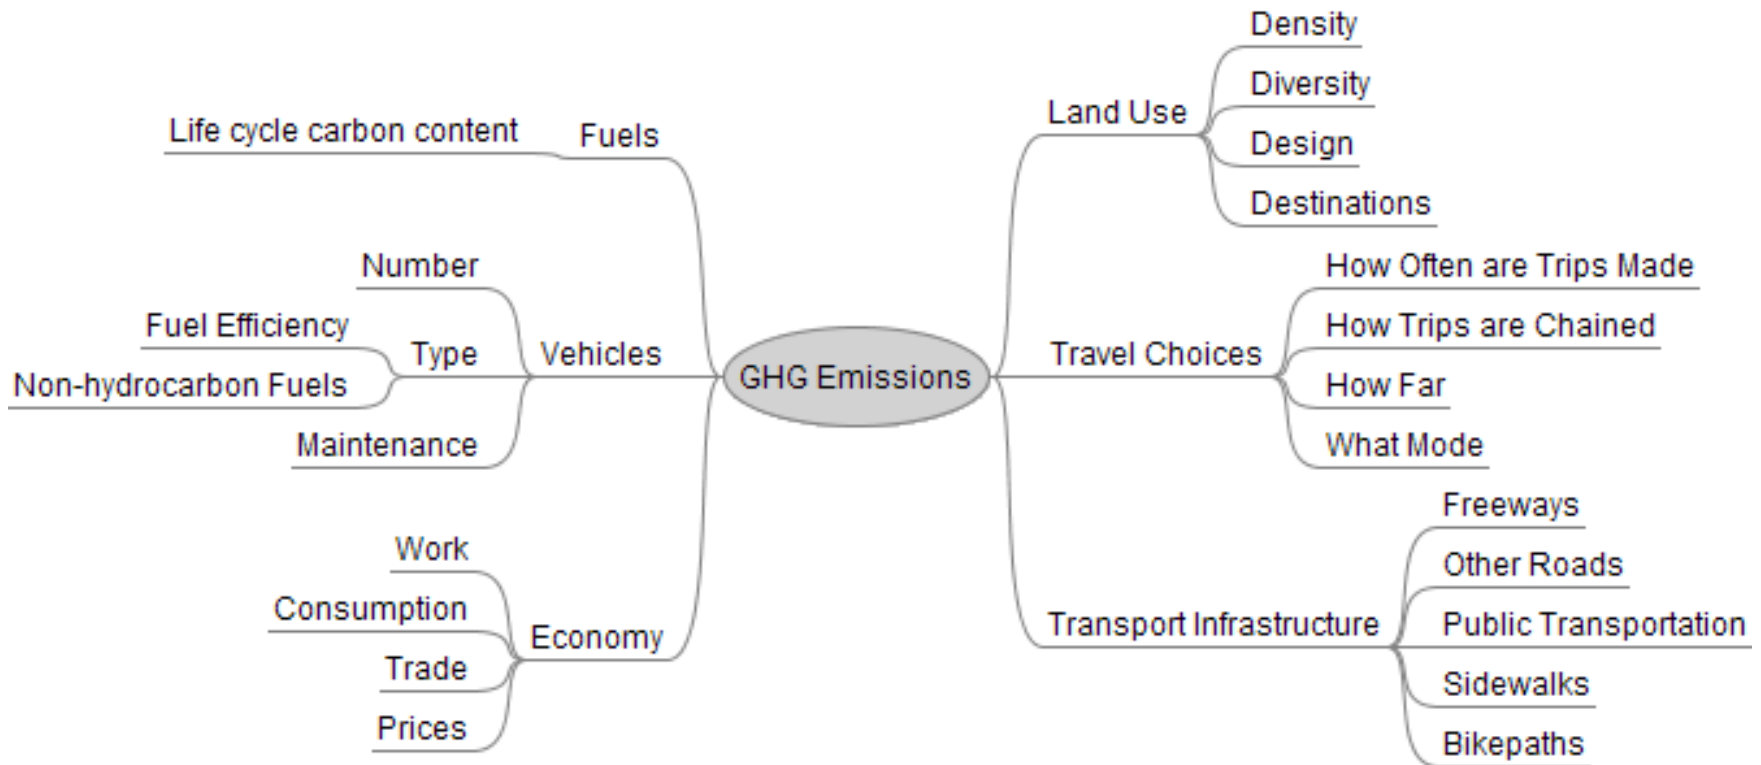 GHG Emissions
Fuels
Life cycle carbon content
Vehicles
Number
Type
Fuel Efficiency
Non-hydrocarbon Fuels
Maintenance
Economy
Work
Consumption
Trade
Prices
Land Use
Density
Diversity
Design
Destinations
Travel Choices
How Often are Trips Made
How Trips are Chained
How Far
What Mode
Transport Infrastructure
Freeways
Other Roads
Public Transportation
Sidewalks
Bikepaths